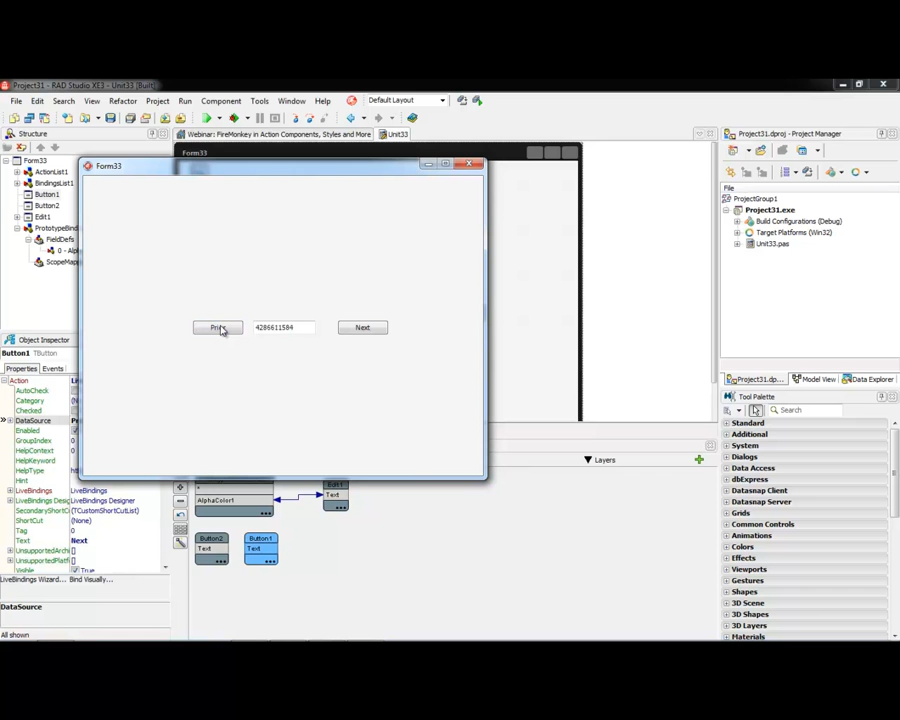 Project31 - RAD Studio XE3 - Unit33 [Built]
File Edit Search View Refactor Project Run Component Tools Window Help
Default Layout
Structure
Webinar: FireMonkey in Action Components, Styles and More
Unit33
Project31.dproj - Project Manager
Form33
Form33
Form33
ActionList1
BindingsList1
Button1
Button2
Edit1
PrototypeBind
FieldDefs
ScopeMap
File
ProjectGroup1
Project31.exe
Build Configurations (Debug)
Target Platforms (Win32)
Unit33.pas
4286611584
Next
Object Inspector
Button1 TButton
Properties Events
Action
AutoCheck
Category
Checked
DataSource
Enabled
GroupIndex 0
HelpContext 0
HelpKeyword
HelpType
Hint
LiveBindings LiveBindings
LiveBindings Des LiveBindings Designer
SecondaryShort (TCustomShortCutList)
ShortCut (None)
Tag 0
Text Next
UnsupportedArchi []
UnsupportedPlatf []
Visible True
LiveBindings Wizard... Bind Visually...
DataSource
All shown
Project31.dp... Model View Data Explorer
Tool Palette
Search
Standard
Additional
System
Dialogs
Data Access
dbExpress
Datasnap Client
Datasnap Server
Grids
Common Controls
Animations
Colors
Effects
Viewports
Gestures
Shapes
3D Scene
3D Shapes
3D Layers
Materials
Layers
*
AlphaColor1
Edit1
Text
Button2
Text
Button1
Text